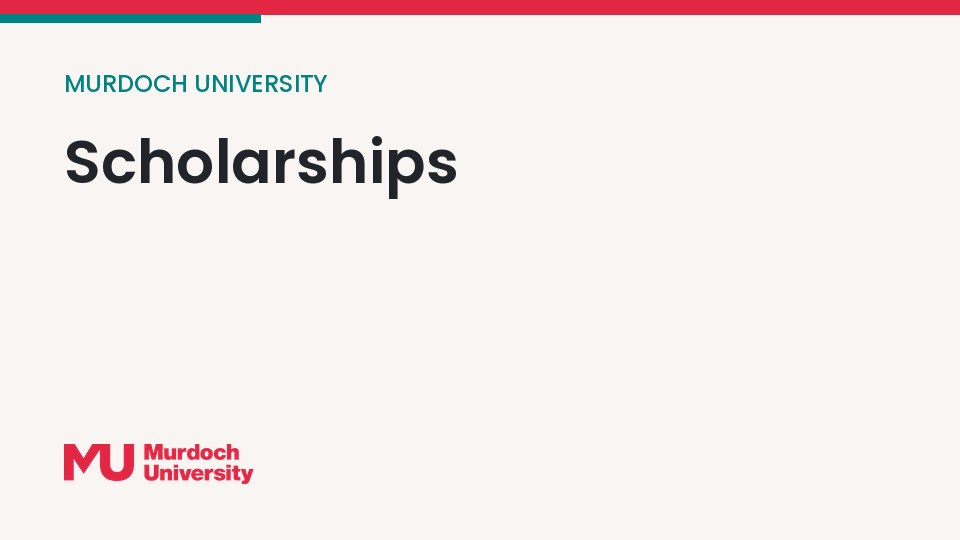 MURDOCH UNIVERSITY
Scholarships
MU Murdoch
University